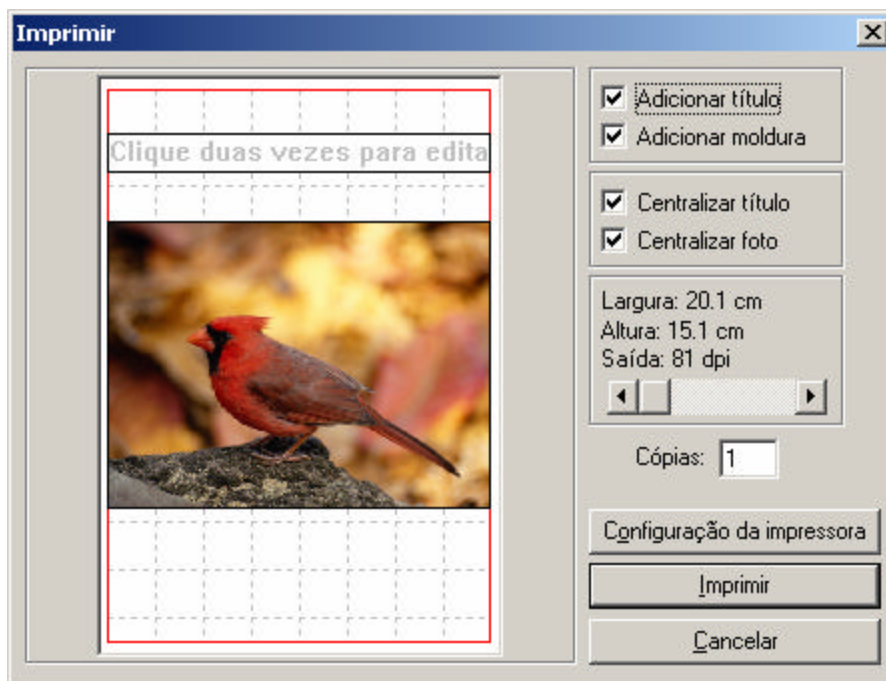 Imprimir
Clique duas vezes para edita
Adicionar título
Adicionar moldura
Centralizar título
Centralizar foto
Largura: 20.1 cm
Altura: 15.1 cm
Saída: 81 dpi
Cópias: 1
Configuração da impressora
Imprimir
Cancelar